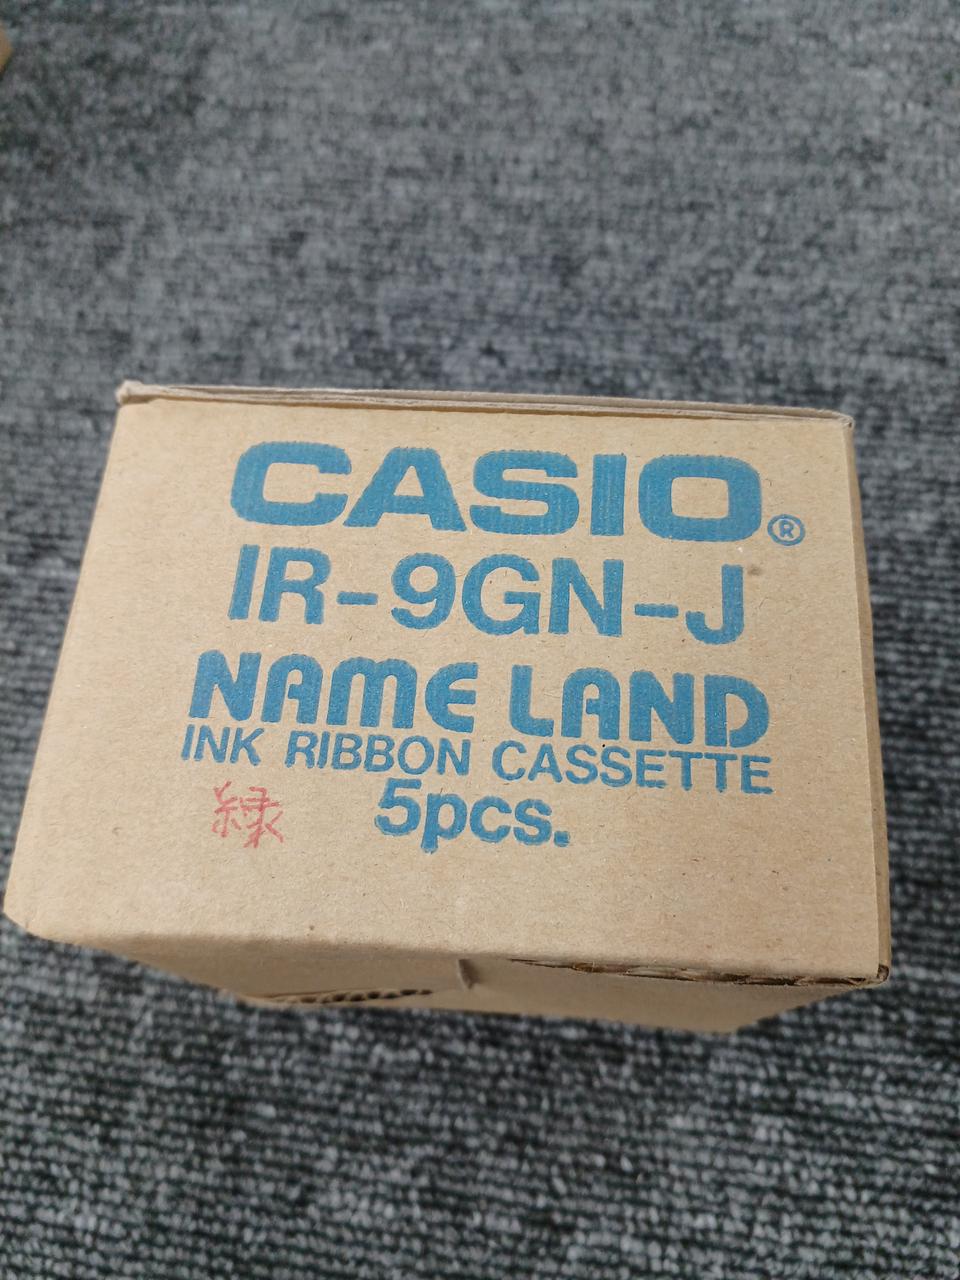 CASIO®
IR-9GN-J
NAME LAND
INK RIBBON CASSETTE
緑 5pcs.